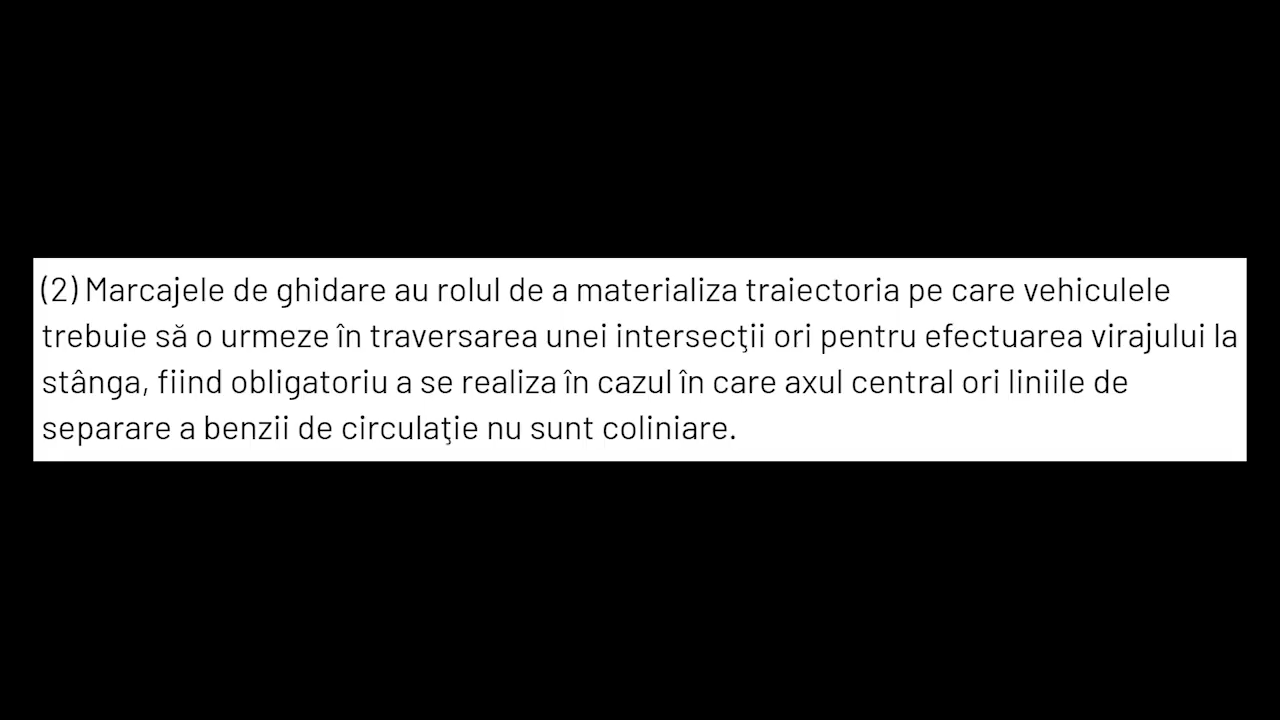 (2) Marcajele de ghidare au rolul de a materializa traiectoria pe care vehiculele
trebuie să o urmeze în traversarea unei intersecţii ori pentru efectuarea virajului la
stânga, fiind obligatoriu a se realiza în cazul în care axul central ori liniile de
separare a benzii de circulaţie nu sunt coliniare.